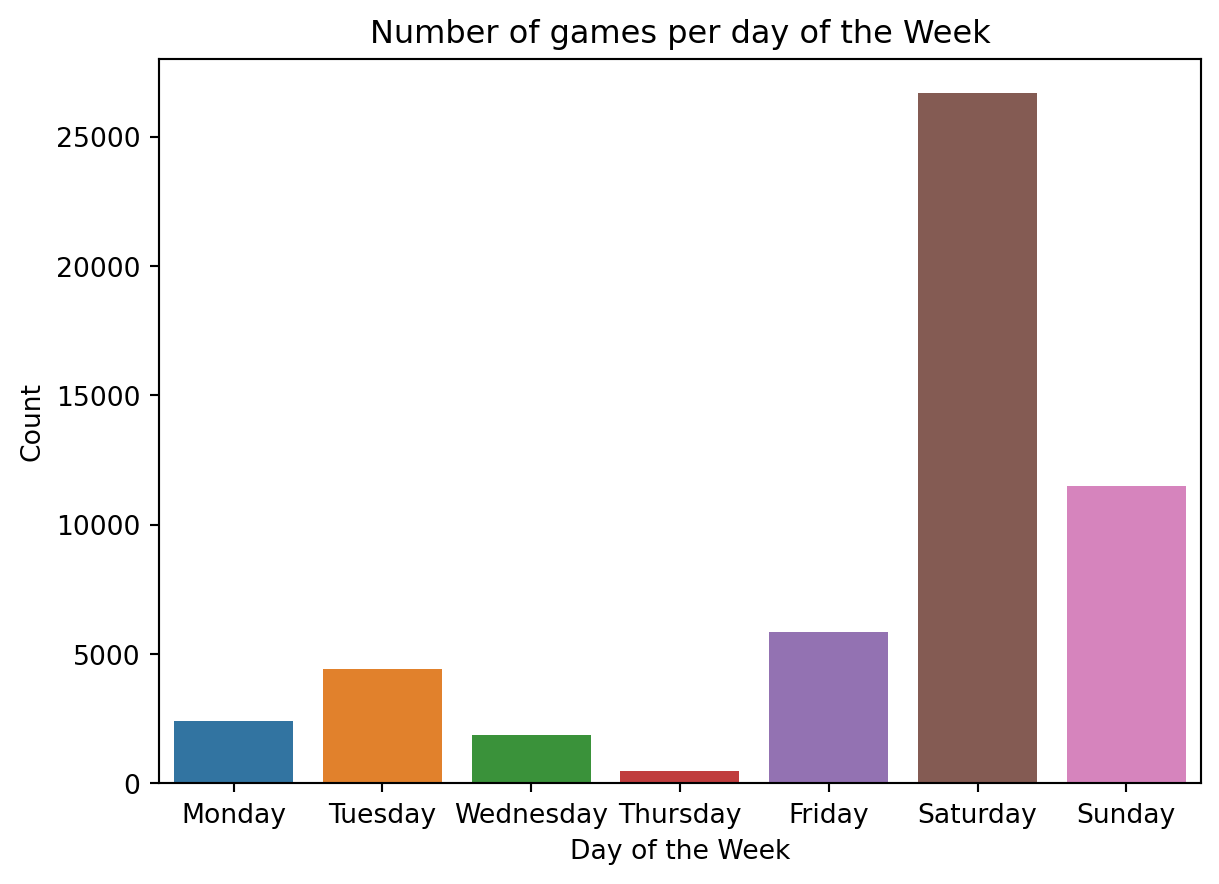 Number of games per day of the Week
25000
20000
15000
10000
5000
0
Count
Monday Tuesday Wednesday Thursday Friday Saturday Sunday
Day of the Week